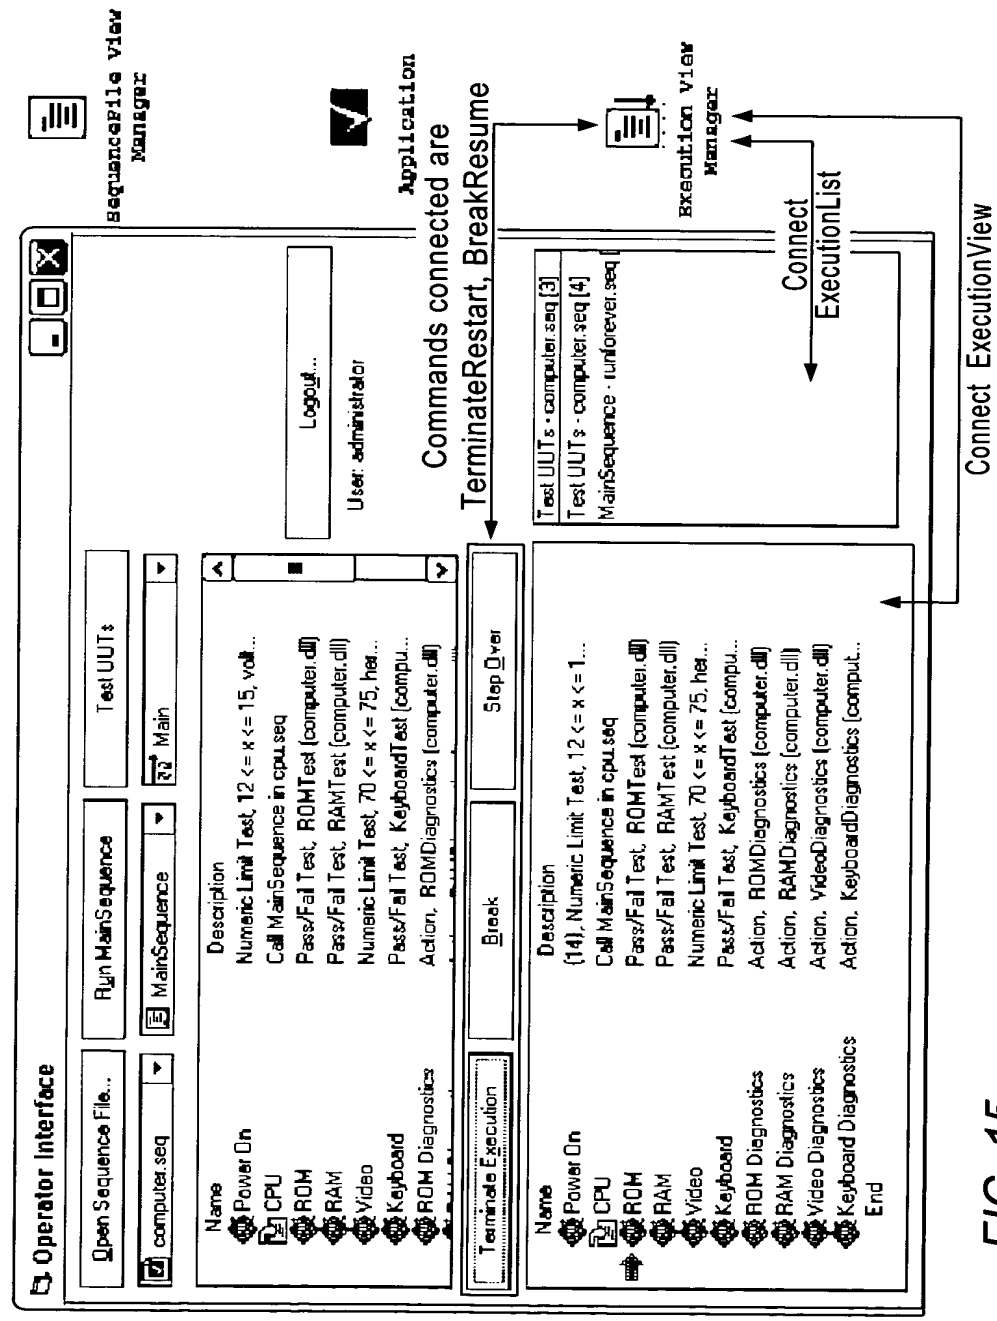 Operator Interface
Open Sequence File...
Run MainSequence
Test UUTs
computer.seq
MainSequence
Main
Name Description
Power On Numeric Limit Test, 12 <= x <= 15, volt...
CPU Call MainSequence in cpu.seq
ROM Pass/Fail Test, ROMTest (computer.dll)
RAM Pass/Fail Test, RAMTest (computer.dll)
Video Numeric Limit Test, 70 <= x <= 75, her...
Keyboard Pass/Fail Test, KeyboardTest (compu...
ROM Diagnostics Action, ROMDiagnostics (computer.dll)
Logout...
User: administrator
Terminate Execution
Break
Step Over
Name Description
Power On (14), Numeric Limit Test, 12 <= x <= 1...
CPU Call MainSequence in cpu.seq
ROM Pass/Fail Test, ROMTest (computer.dll)
RAM Pass/Fail Test, RAMTest (computer.dll)
Video Numeric Limit Test, 70 <= x <= 75, her...
Keyboard Pass/Fail Test, KeyboardTest (compu...
ROM Diagnostics Action, ROMDiagnostics (computer.dll)
RAM Diagnostics Action, RAMDiagnostics (computer.dll)
Video Diagnostics Action, VideoDiagnostics (computer.dll)
Keyboard Diagnostics Action, KeyboardDiagnostics (comput...
End
Test UUTs - computer.seq [3]
Test UUTs - computer.seq [4]
MainSequence - runforever.seq [
SequenceFile View
Manager
Application
Commands connected are
TerminateRestart, BreakResume
Execution View
Manager
Connect
ExecutionList
Connect ExecutionView
FIG. 15